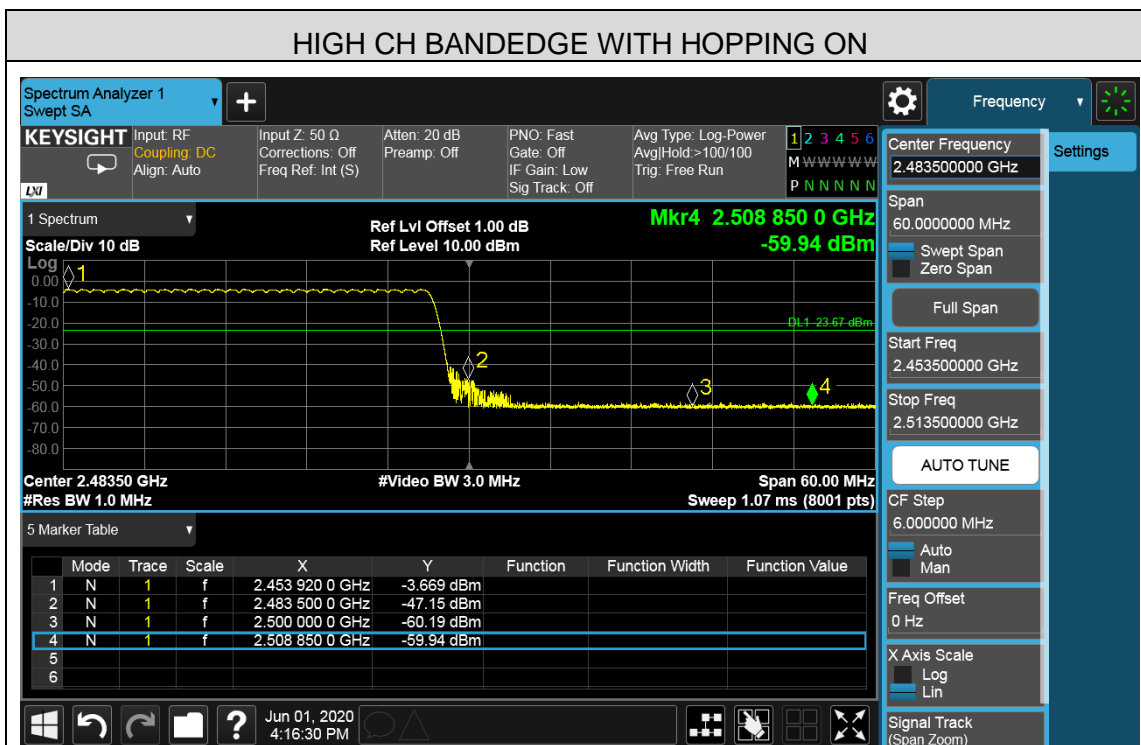 HIGH CH BANDEDGE WITH HOPPING ON
Spectrum Analyzer 1
Swept SA
Frequency
KEYSIGHT
LXI
Input: RF
Coupling: DC
Align: Auto
Input Z: 50 Ω
Corrections: Off
Freq Ref: Int (S)
Atten: 20 dB
Preamp: Off
PNO: Fast
Gate: Off
IF Gain: Low
Sig Track: Off
Avg Type: Log-Power
Avg|Hold:>100/100
Trig: Free Run
1 2 3 4 5 6
M W W W W W
P N N N N N
1 Spectrum
Scale/Div 10 dB
Ref Lvl Offset 1.00 dB
Ref Level 10.00 dBm
Mkr4 2.508 850 0 GHz
-59.94 dBm
Log
0.00
-10.0
-20.0
-30.0
-40.0
-50.0
-60.0
-70.0
-80.0
1
2
3
4
DL1 -23.67 dBm
Center 2.48350 GHz
#Video BW 3.0 MHz
Span 60.00 MHz
#Res BW 1.0 MHz
Sweep 1.07 ms (8001 pts)
5 Marker Table
Mode Trace Scale X Y Function Function Width Function Value
1 N 1 f 2.453 920 0 GHz -3.669 dBm
2 N 1 f 2.483 500 0 GHz -47.15 dBm
3 N 1 f 2.500 000 0 GHz -60.19 dBm
4 N 1 f 2.508 850 0 GHz -59.94 dBm
5
6
?
Jun 01, 2020
4:16:30 PM
Center Frequency
2.483500000 GHz
Settings
Span
60.0000000 MHz
Swept Span
Zero Span
Full Span
Start Freq
2.453500000 GHz
Stop Freq
2.513500000 GHz
AUTO TUNE
CF Step
6.000000 MHz
Auto
Man
Freq Offset
0 Hz
X Axis Scale
Log
Lin
Signal Track
(Span Zoom)